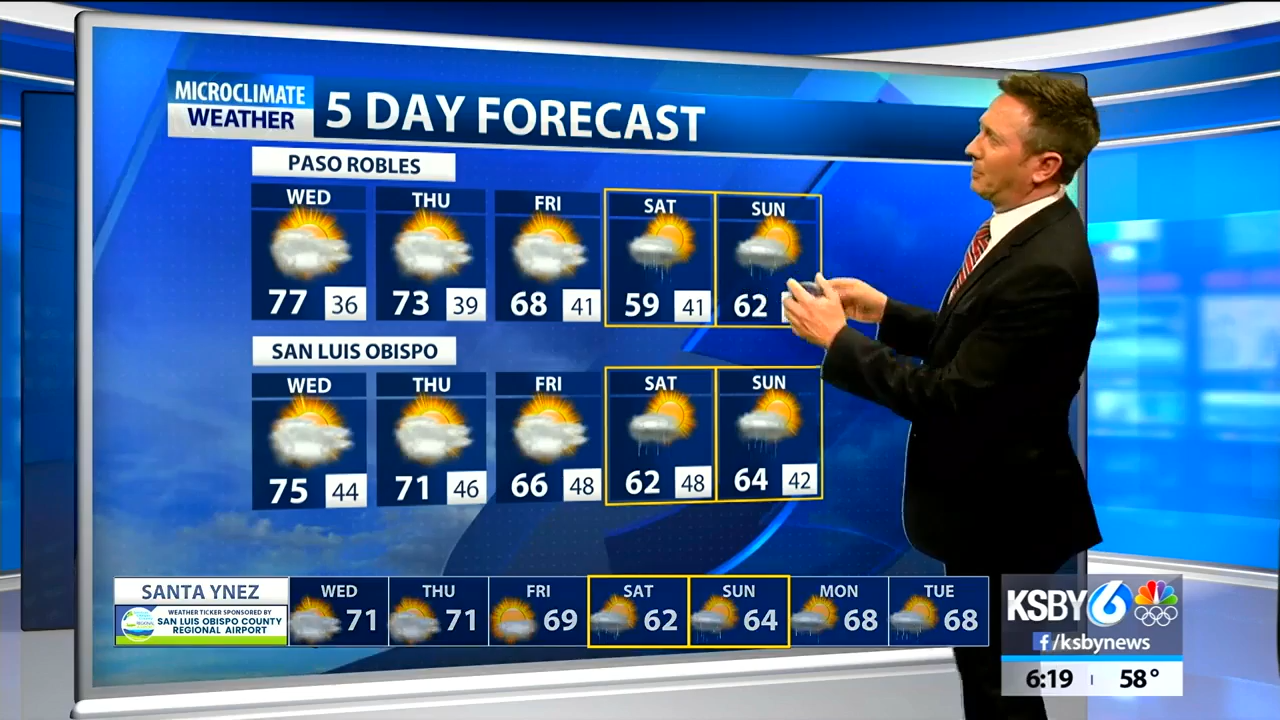 MICROCLIMATE
WEATHER
5 DAY FORECAST
PASO ROBLES
WED THU FRI SAT SUN
77 36 73 39 68 41 59 41 62
SAN LUIS OBISPO
WED THU FRI SAT SUN
75 44 71 46 66 48 62 48 64 42
SANTA YNEZ
WEATHER TICKER SPONSORED BY
SAN LUIS OBISPO COUNTY
REGIONAL AIRPORT
WED THU FRI SAT SUN MON TUE
71 71 69 62 64 68 68
KSBY 6
f/ksbynews
6:19 58°